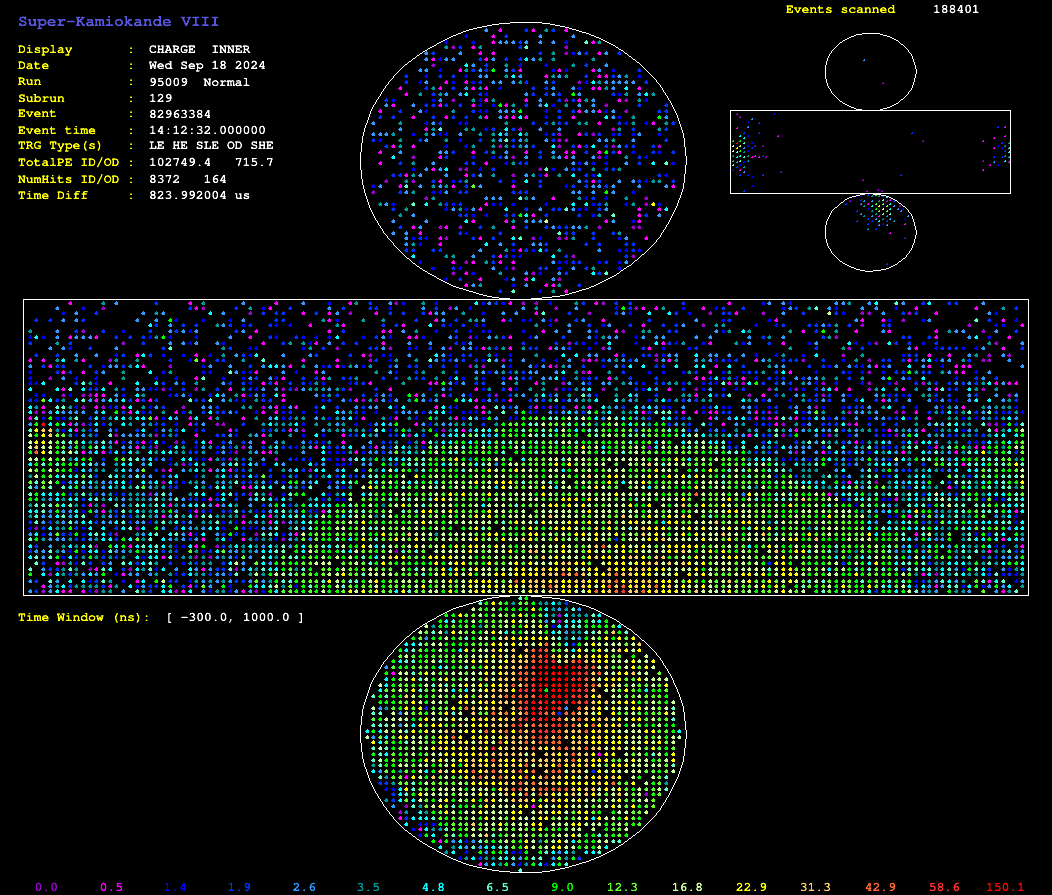 Super-Kamiokande VIII
Display : CHARGE INNER
Date : Wed Sep 18 2024
Run : 95009 Normal
Subrun : 129
Event : 82963384
Event time : 14:12:32.000000
TRG Type(s) : LE HE SLE OD SHE
TotalPE ID/OD : 102749.4 715.7
NumHits ID/OD : 8372 164
Time Diff : 823.992004 us
Events scanned 188401
Time Window (ns): [ −300.0, 1000.0 ]
0.0 0.5 1.4 1.9 2.6 3.5 4.8 6.5 9.0 12.3 16.8 22.9 31.3 42.9 58.6 150.1